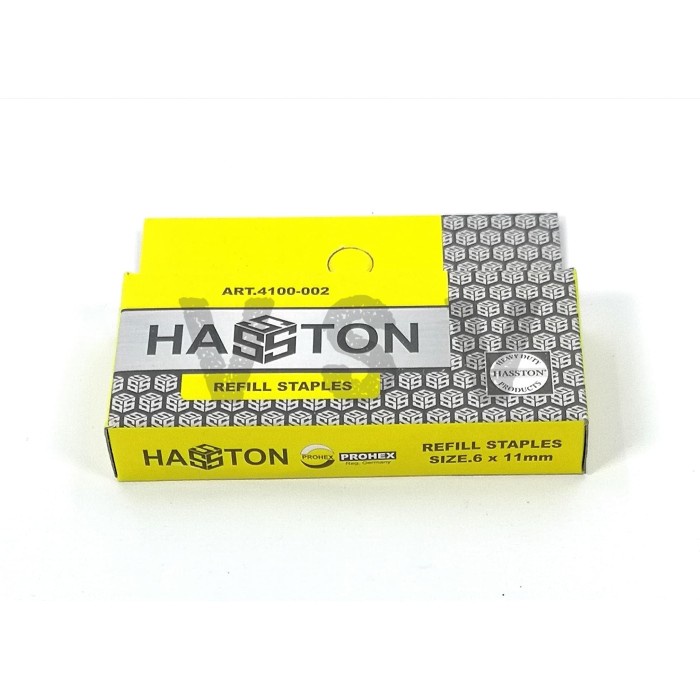 ART.4100-002
HASSTON
REFILL STAPLES
HEAVY DUTY
HASSTON
PRODUCTS
HASSTON
PROHEX
PROHEX
Reg. Germany
REFILL STAPLES
SIZE.6 x 11mm